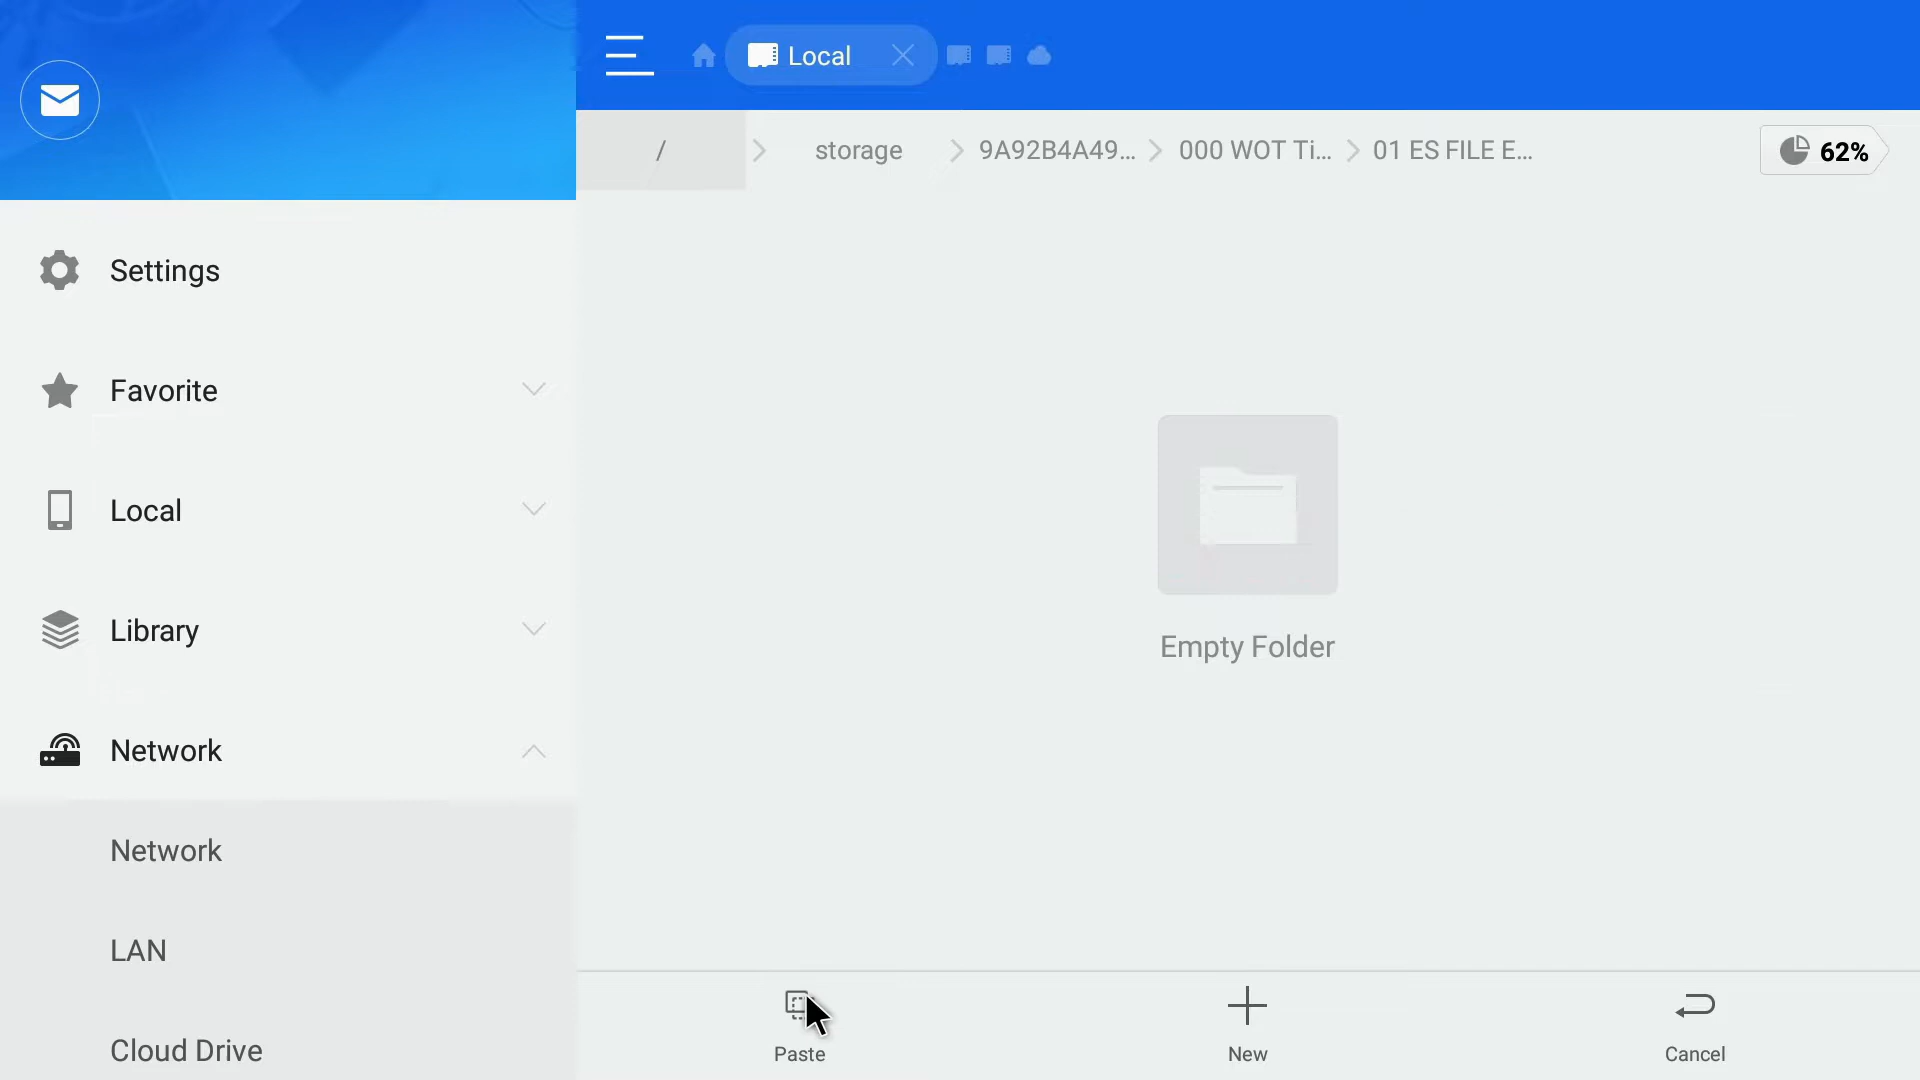 Local
/
storage
9A92B4A49...
000 WOT Ti...
01 ES FILE E...
62%
Settings
Favorite
Local
Library
Network
Network
LAN
Cloud Drive
Empty Folder
Paste
New
Cancel